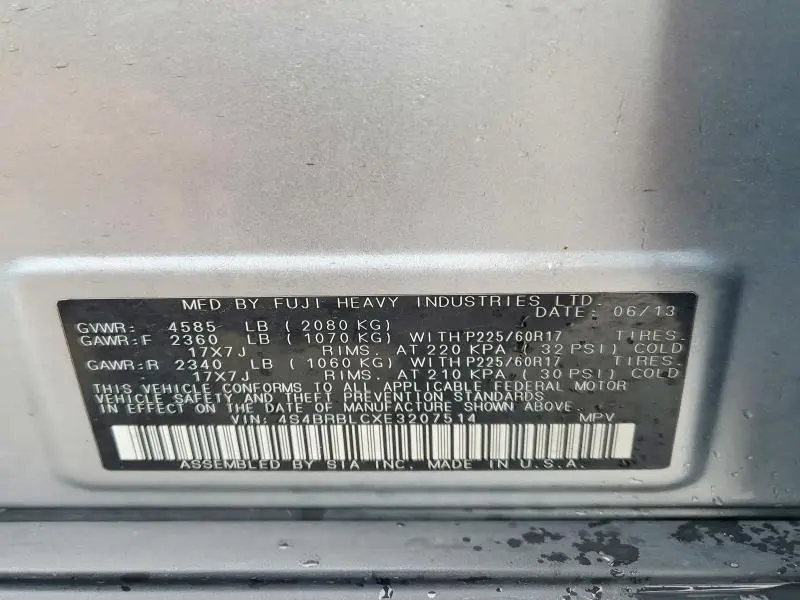 MFD. BY FUJI HEAVY INDUSTRIES LTD.
DATE: 06/13
GVWR: 4585 LB ( 2080 KG)
GAWR:F 2360 LB ( 1070 KG) WITH P225/60R17 TIRES.
17X7J RIMS. AT 220 KPA ( 32 PSI) COLD
GAWR:R 2340 LB ( 1060 KG) WITH P225/60R17 TIRES.
17X7J RIMS. AT 210 KPA ( 30 PSI) COLD
THIS VEHICLE CONFORMS TO ALL APPLICABLE FEDERAL MOTOR
VEHICLE SAFETY AND THEFT PREVENTION STANDARDS
IN EFFECT ON THE DATE OF MANUFACTURE SHOWN ABOVE.
VIN: 4S4BRBLCXE3207514 MPV
ASSEMBLED BY SIA INC. MADE IN U.S.A.